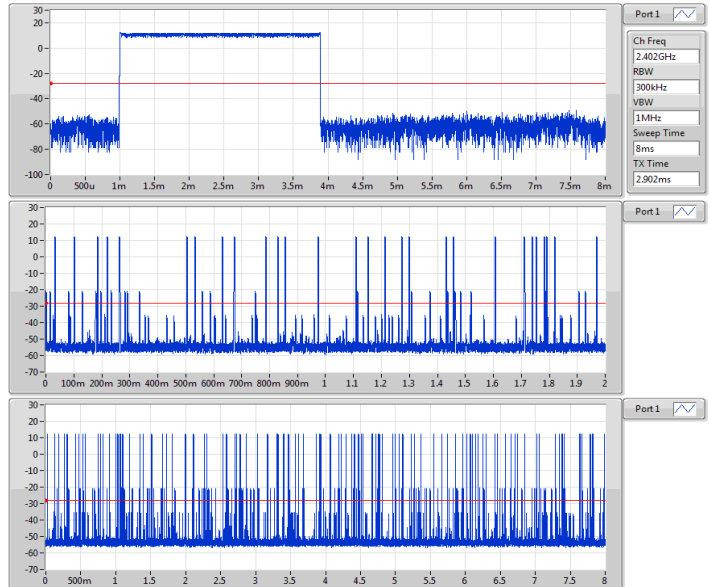 30
20
0
-20
-40
-60
-80
-100
0 500u 1m 1.5m 2m 2.5m 3m 3.5m 4m 4.5m 5m 5.5m 6m 6.5m 7m 7.5m 8m
Port 1
Ch Freq
2.402GHz
RBW
300kHz
VBW
1MHz
Sweep Time
8ms
TX Time
2.902ms
30
20
10
0
-10
-20
-30
-40
-50
-60
-70
0 100m 200m 300m 400m 500m 600m 700m 800m 900m 1 1.1 1.2 1.3 1.4 1.5 1.6 1.7 1.8 1.9 2
Port 1
30
20
10
0
-10
-20
-30
-40
-50
-60
-70
0 500m 1 1.5 2 2.5 3 3.5 4 4.5 5 5.5 6 6.5 7 7.5 8
Port 1